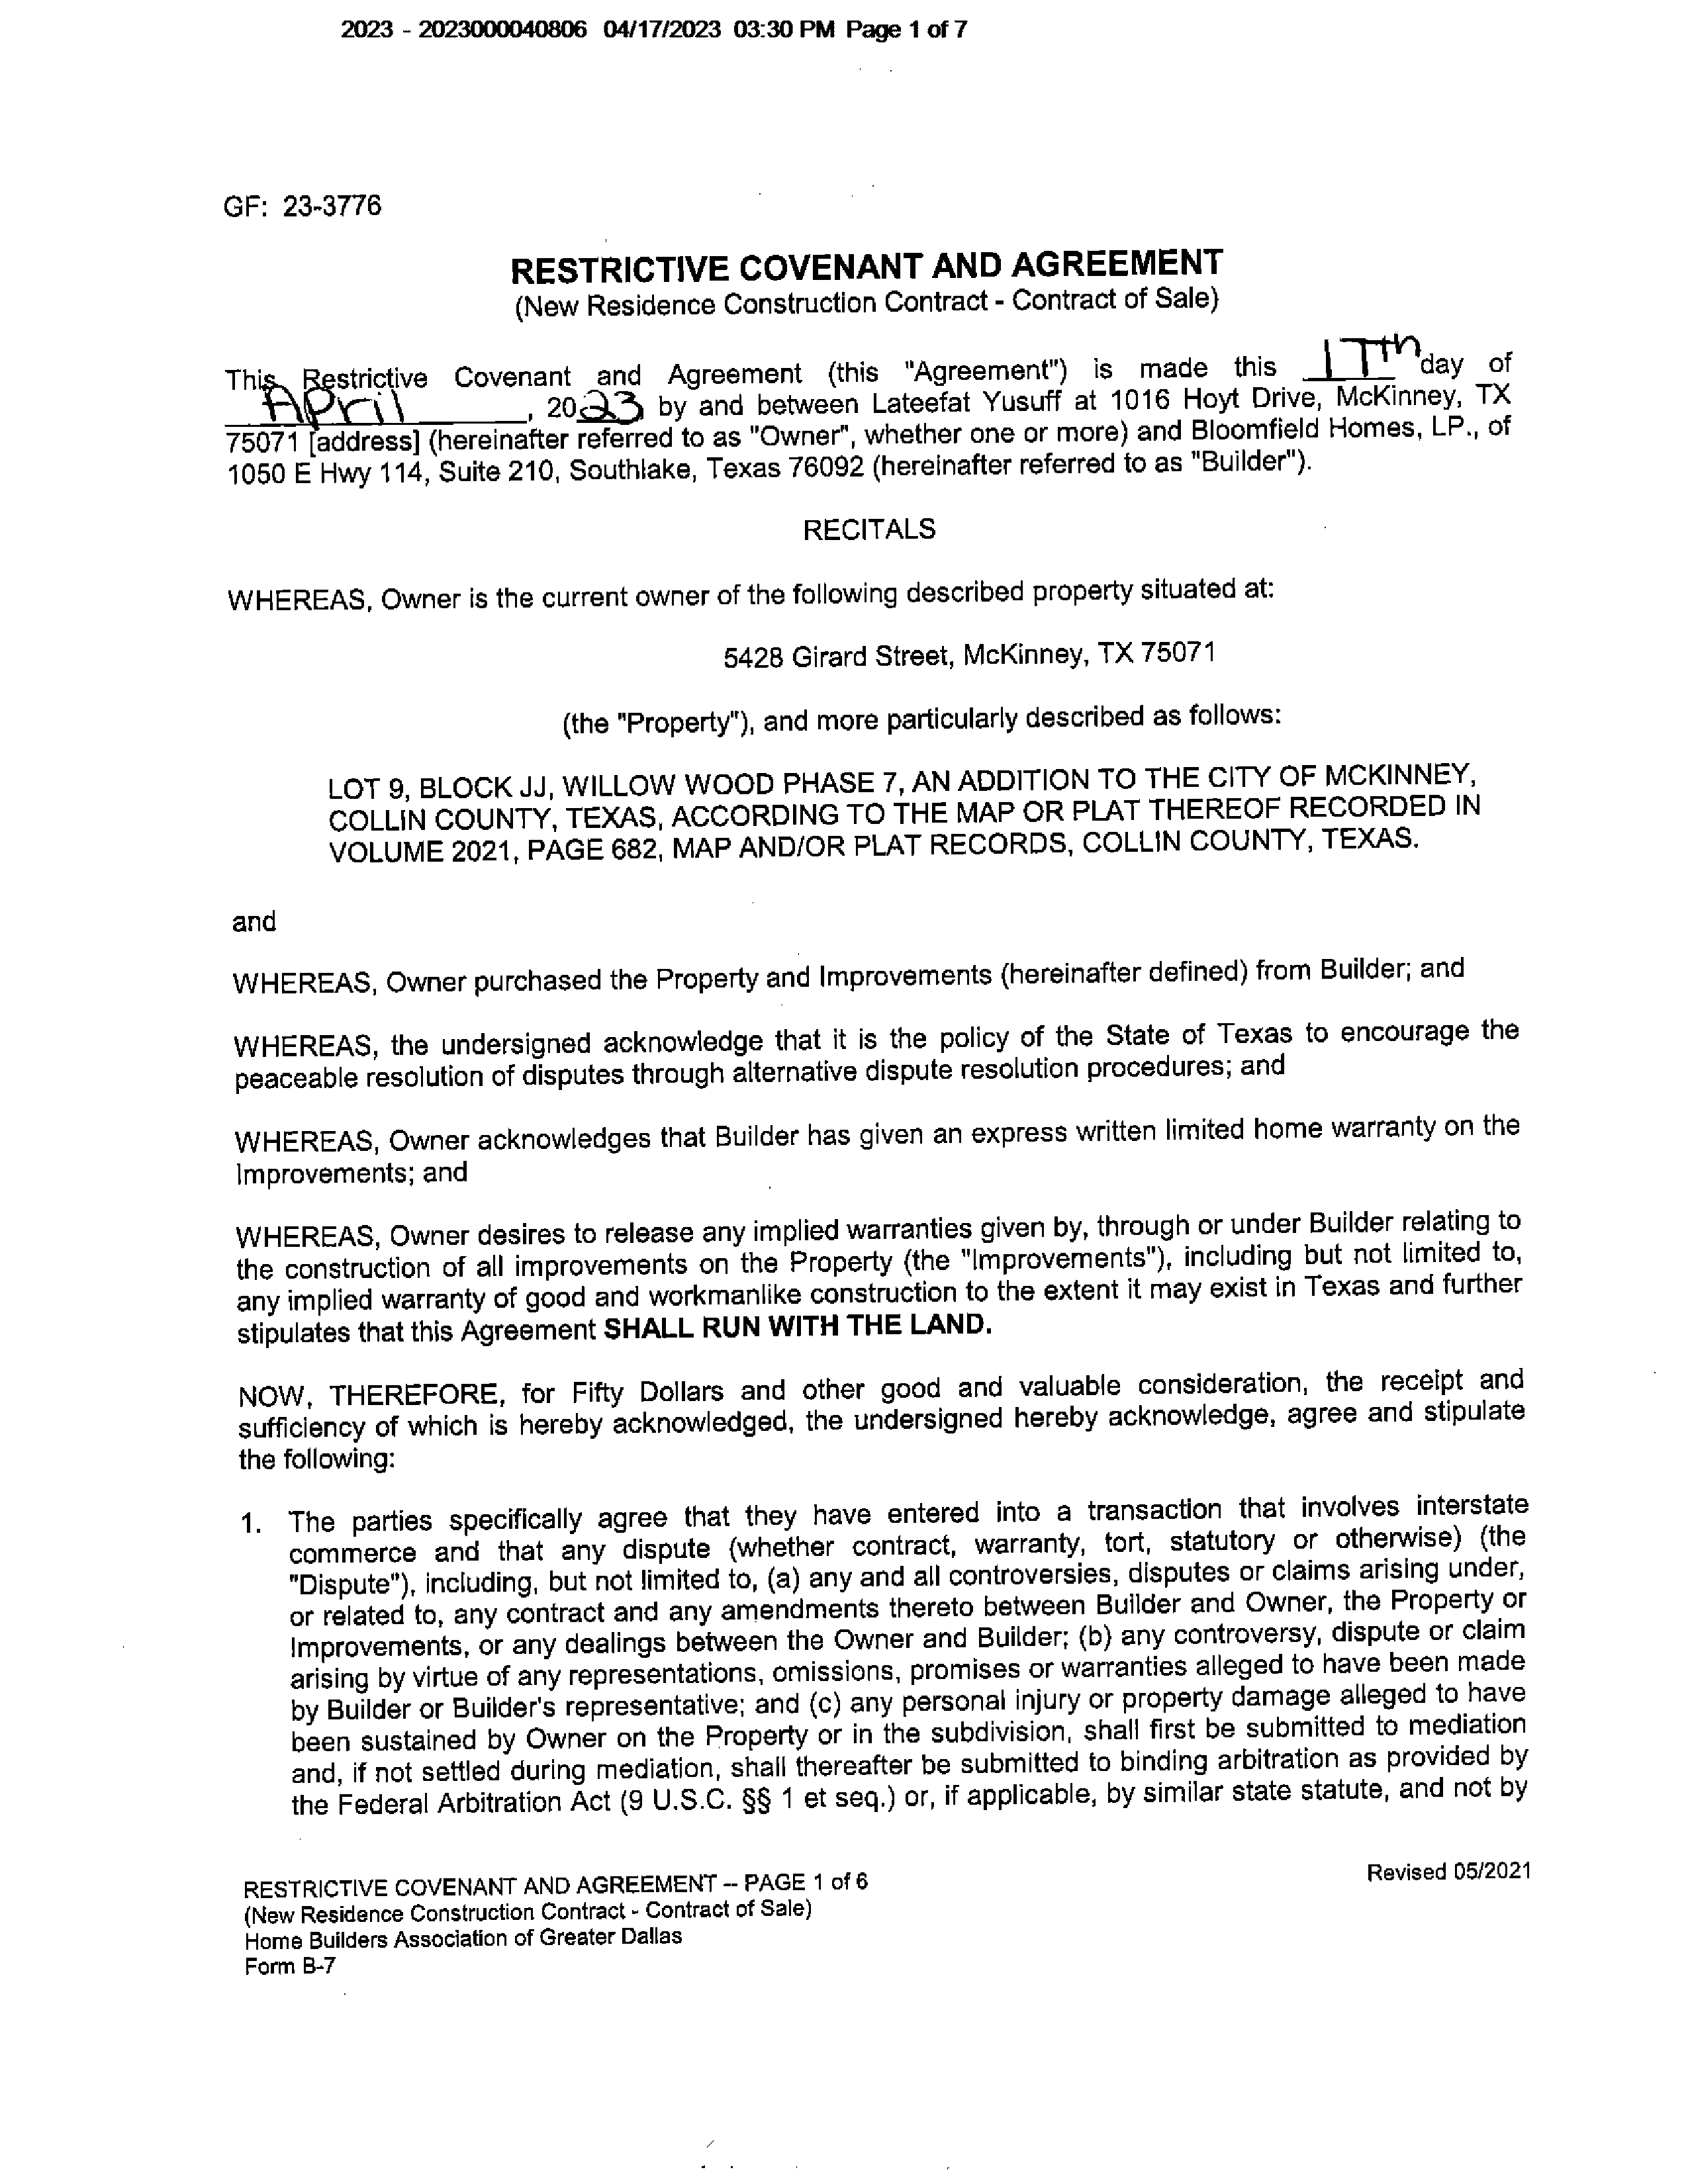 2023 - 2023000040806 04/17/2023 03:30 PM Page 1 of 7
GF: 23-3776
RESTRICTIVE COVENANT AND AGREEMENT
(New Residence Construction Contract - Contract of Sale)
This Restrictive Covenant and Agreement (this "Agreement") is made this 17th day of
April, 2023 by and between Lateefat Yusuff at 1016 Hoyt Drive, McKinney, TX
75071 [address] (hereinafter referred to as "Owner", whether one or more) and Bloomfield Homes, LP., of
1050 E Hwy 114, Suite 210, Southlake, Texas 76092 (hereinafter referred to as "Builder").
RECITALS
WHEREAS, Owner is the current owner of the following described property situated at:
5428 Girard Street, McKinney, TX 75071
(the "Property"), and more particularly described as follows:
LOT 9, BLOCK JJ, WILLOW WOOD PHASE 7, AN ADDITION TO THE CITY OF MCKINNEY,
COLLIN COUNTY, TEXAS, ACCORDING TO THE MAP OR PLAT THEREOF RECORDED IN
VOLUME 2021, PAGE 682, MAP AND/OR PLAT RECORDS, COLLIN COUNTY, TEXAS.
and
WHEREAS, Owner purchased the Property and Improvements (hereinafter defined) from Builder; and
WHEREAS, the undersigned acknowledge that it is the policy of the State of Texas to encourage the
peaceable resolution of disputes through alternative dispute resolution procedures; and
WHEREAS, Owner acknowledges that Builder has given an express written limited home warranty on the
Improvements; and
WHEREAS, Owner desires to release any implied warranties given by, through or under Builder relating to
the construction of all improvements on the Property (the "Improvements"), including but not limited to,
any implied warranty of good and workmanlike construction to the extent it may exist in Texas and further
stipulates that this Agreement SHALL RUN WITH THE LAND.
NOW, THEREFORE, for Fifty Dollars and other good and valuable consideration, the receipt and
sufficiency of which is hereby acknowledged, the undersigned hereby acknowledge, agree and stipulate
the following:
1. The parties specifically agree that they have entered into a transaction that involves interstate
commerce and that any dispute (whether contract, warranty, tort, statutory or otherwise) (the
"Dispute"), including, but not limited to, (a) any and all controversies, disputes or claims arising under,
or related to, any contract and any amendments thereto between Builder and Owner, the Property or
Improvements, or any dealings between the Owner and Builder; (b) any controversy, dispute or claim
arising by virtue of any representations, omissions, promises or warranties alleged to have been made
by Builder or Builder's representative; and (c) any personal injury or property damage alleged to have
been sustained by Owner on the Property or in the subdivision, shall first be submitted to mediation
and, if not settled during mediation, shall thereafter be submitted to binding arbitration as provided by
the Federal Arbitration Act (9 U.S.C. §§ 1 et seq.) or, if applicable, by similar state statute, and not by
RESTRICTIVE COVENANT AND AGREEMENT -- PAGE 1 of 6
Revised 05/2021
(New Residence Construction Contract - Contract of Sale)
Home Builders Association of Greater Dallas
Form B-7